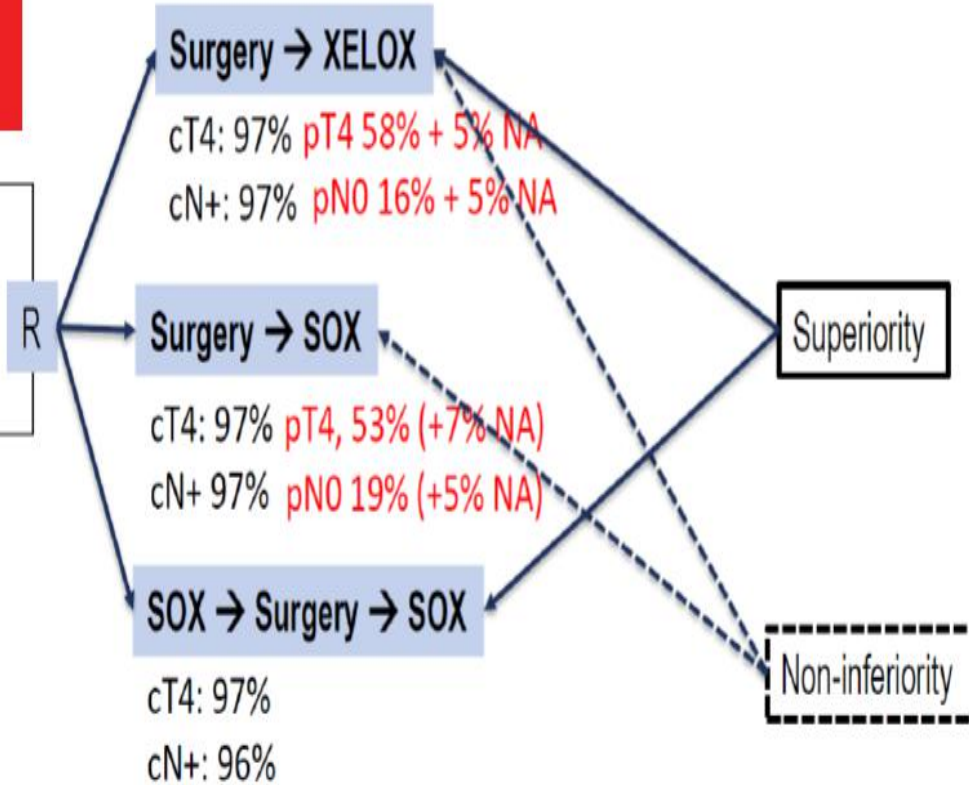 Surgery → XELOX
cT4: 97% pT4 58% + 5% NA
cN+: 97% pN0 16% + 5% NA
R
Surgery → SOX
cT4: 97% pT4, 53% (+7% NA)
cN+ 97% pN0 19% (+5% NA)
Superiority
SOX → Surgery → SOX
cT4: 97%
cN+: 96%
Non-inferiority